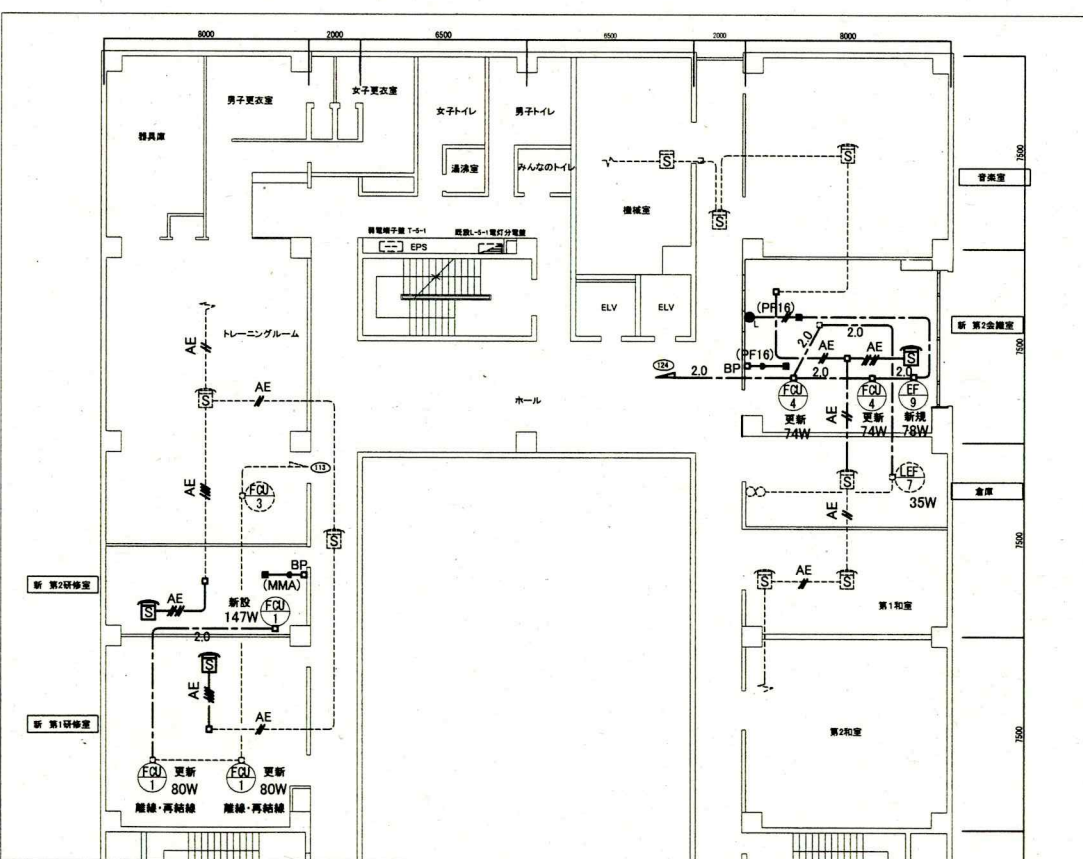 8000
2000
6500
6500
2000
8000
男子更衣室
女子更衣室
器具庫
女子トイレ
男子トイレ
湯沸室
みんなのトイレ
機械室
S
S
S
音楽室
7500
弱電端子盤 T-5-1
既設L-5-1電灯分電盤
EPS
ELV
ELV
トレーニングルーム
AE
AE
S
ホール
(PF16)
L
2.0
2.0
AE
AE
S
(PF16)
BP
124
2.0
2.0
2.0
FCU
4
更新
74W
FCU
4
更新
74W
EF
9
新規
78W
新 第2会議室
7500
AE
113
FCU
3
AE
S
S
AE
LEF
7
35W
倉庫
7500
新 第2研修室
AE
S
BP
(MMA)
新設
147W
FCU
1
2.0
S
AE
S
第1和室
新 第1研修室
S
AE
AE
第2和室
7500
FCU
1
更新
80W
離線・再結線
FCU
1
更新
80W
離線・再結線